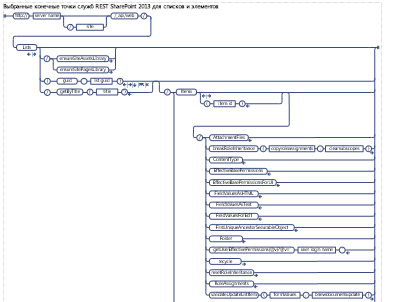 Выбранные конечные точки служб REST SharePoint 2013 для списков и элементов
http:// server name / _api/web /
site
Lists
ensureSiteAssetsLibrary
ensureSitePagesLibrary
guid list guid
getByTitle title Items
item id
AttachmentFiles
breakRoleInheritance copyroleassignments clearsubscopes
ContentType
EffectiveBasePermissions
EffectiveBasePermissionsForUI
FieldValuesAsHTML
FieldValuesAsText
FieldValuesForEdit
FirstUniqueAncestorSecurableObject
Folder
getUserEffectivePermissions(@v)?@v= user login name
recycle
resetRoleInheritance
RoleAssignments
validateUpdateListItem formValues bNewDocumentUpdate